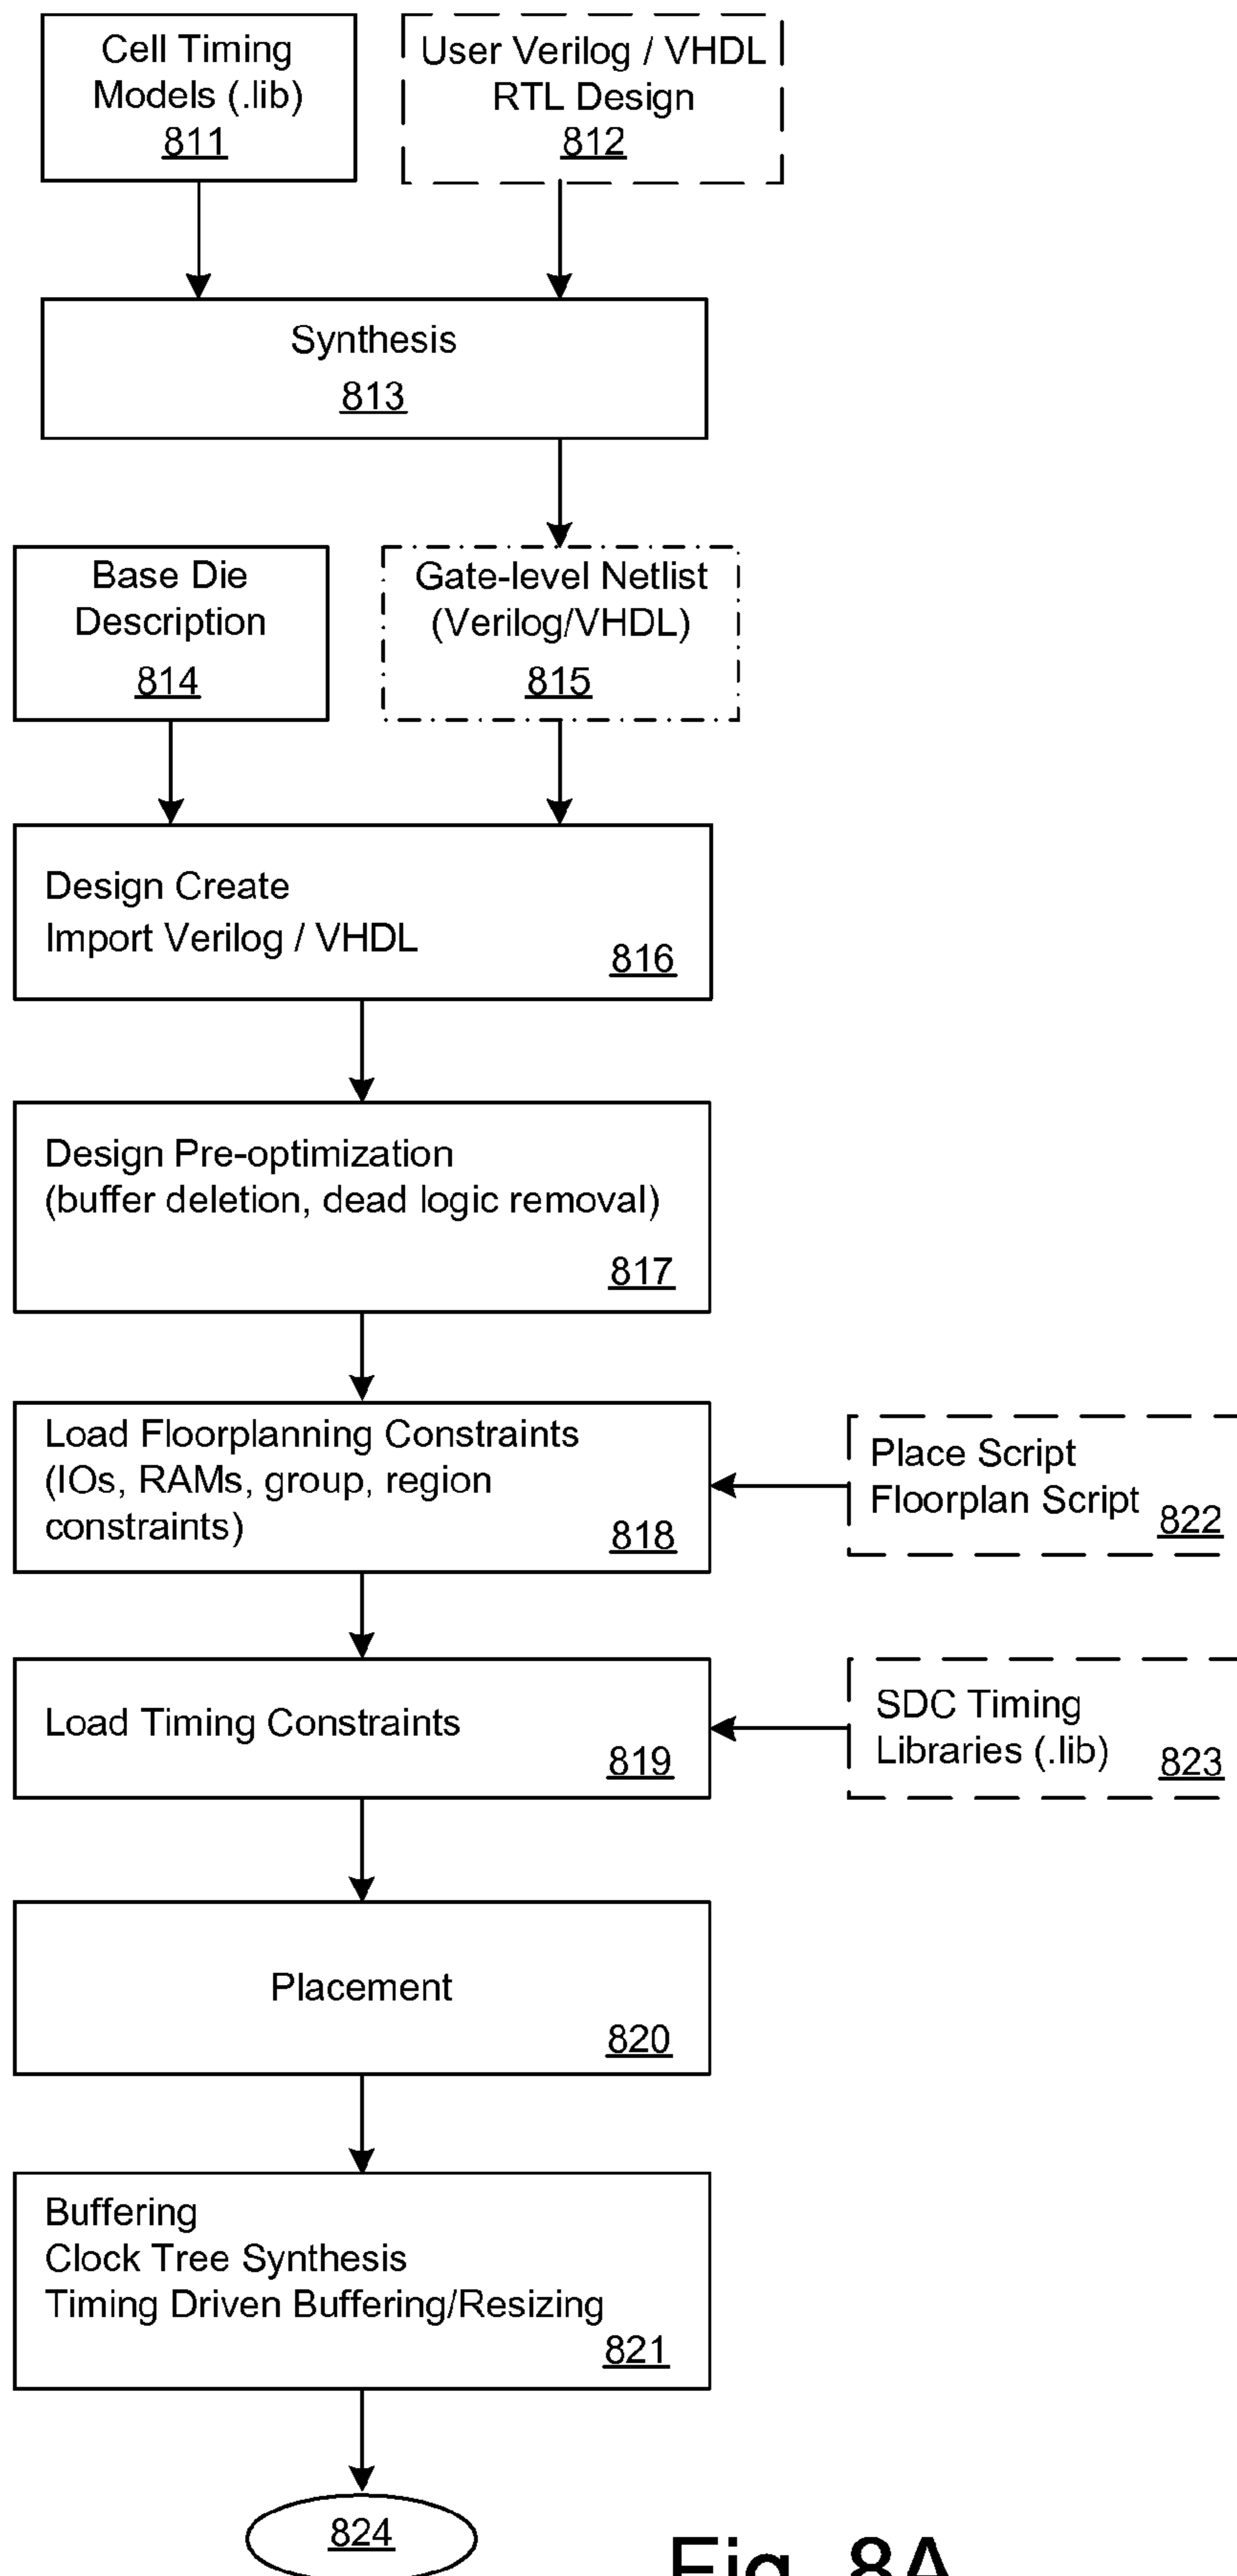 Cell Timing
Models (.lib)
811
User Verilog / VHDL
RTL Design
812
Synthesis
813
Base Die
Description
814
Gate-level Netlist
(Verilog/VHDL)
815
Design Create
Import Verilog / VHDL
816
Design Pre-optimization
(buffer deletion, dead logic removal)
817
Load Floorplanning Constraints
(IOs, RAMs, group, region
constraints)
818
Place Script
Floorplan Script
822
Load Timing Constraints
819
SDC Timing
Libraries (.lib)
823
Placement
820
Buffering
Clock Tree Synthesis
Timing Driven Buffering/Resizing
821
824
Fig. 8A